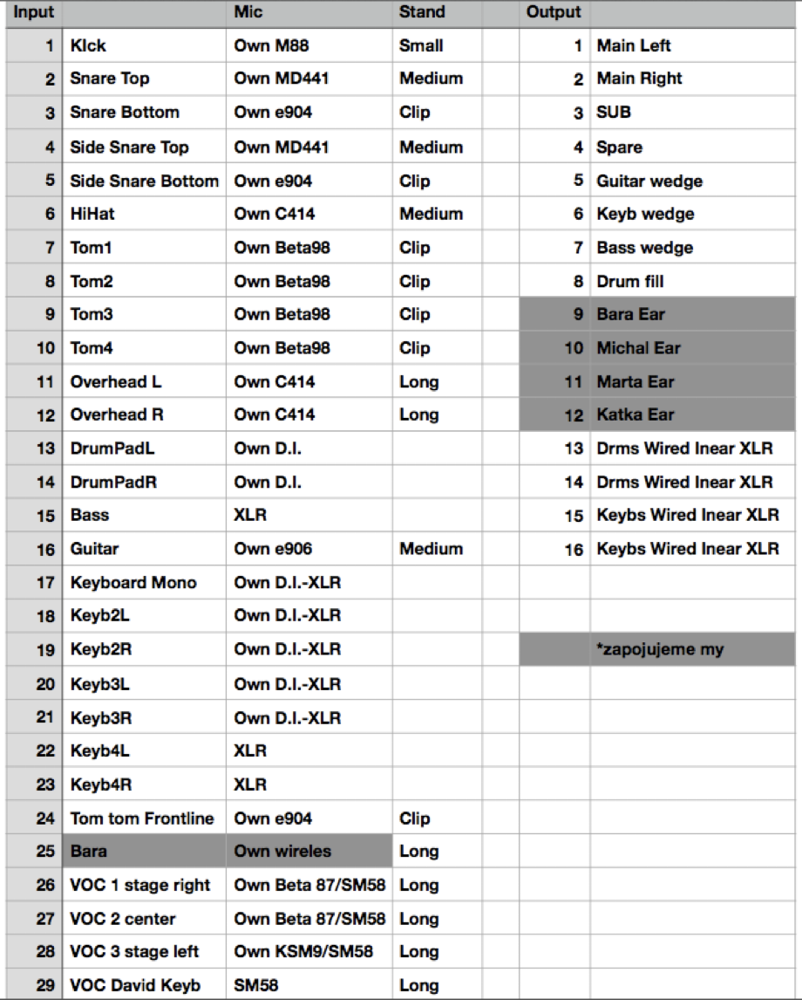 Input Mic Stand Output
1 KIck Own M88 Small 1 Main Left
2 Snare Top Own MD441 Medium 2 Main Right
3 Snare Bottom Own e904 Clip 3 SUB
4 Side Snare Top Own MD441 Medium 4 Spare
5 Side Snare Bottom Own e904 Clip 5 Guitar wedge
6 HiHat Own C414 Medium 6 Keyb wedge
7 Tom1 Own Beta98 Clip 7 Bass wedge
8 Tom2 Own Beta98 Clip 8 Drum fill
9 Tom3 Own Beta98 Clip 9 Bara Ear
10 Tom4 Own Beta98 Clip 10 Michal Ear
11 Overhead L Own C414 Long 11 Marta Ear
12 Overhead R Own C414 Long 12 Katka Ear
13 DrumPadL Own D.I. 13 Drms Wired Inear XLR
14 DrumPadR Own D.I. 14 Drms Wired Inear XLR
15 Bass XLR 15 Keybs Wired Inear XLR
16 Guitar Own e906 Medium 16 Keybs Wired Inear XLR
17 Keyboard Mono Own D.I.-XLR
18 Keyb2L Own D.I.-XLR
19 Keyb2R Own D.I.-XLR *zapojujeme my
20 Keyb3L Own D.I.-XLR
21 Keyb3R Own D.I.-XLR
22 Keyb4L XLR
23 Keyb4R XLR
24 Tom tom Frontline Own e904 Clip
25 Bara Own wireles Long
26 VOC 1 stage right Own Beta 87/SM58 Long
27 VOC 2 center Own Beta 87/SM58 Long
28 VOC 3 stage left Own KSM9/SM58 Long
29 VOC David Keyb SM58 Long